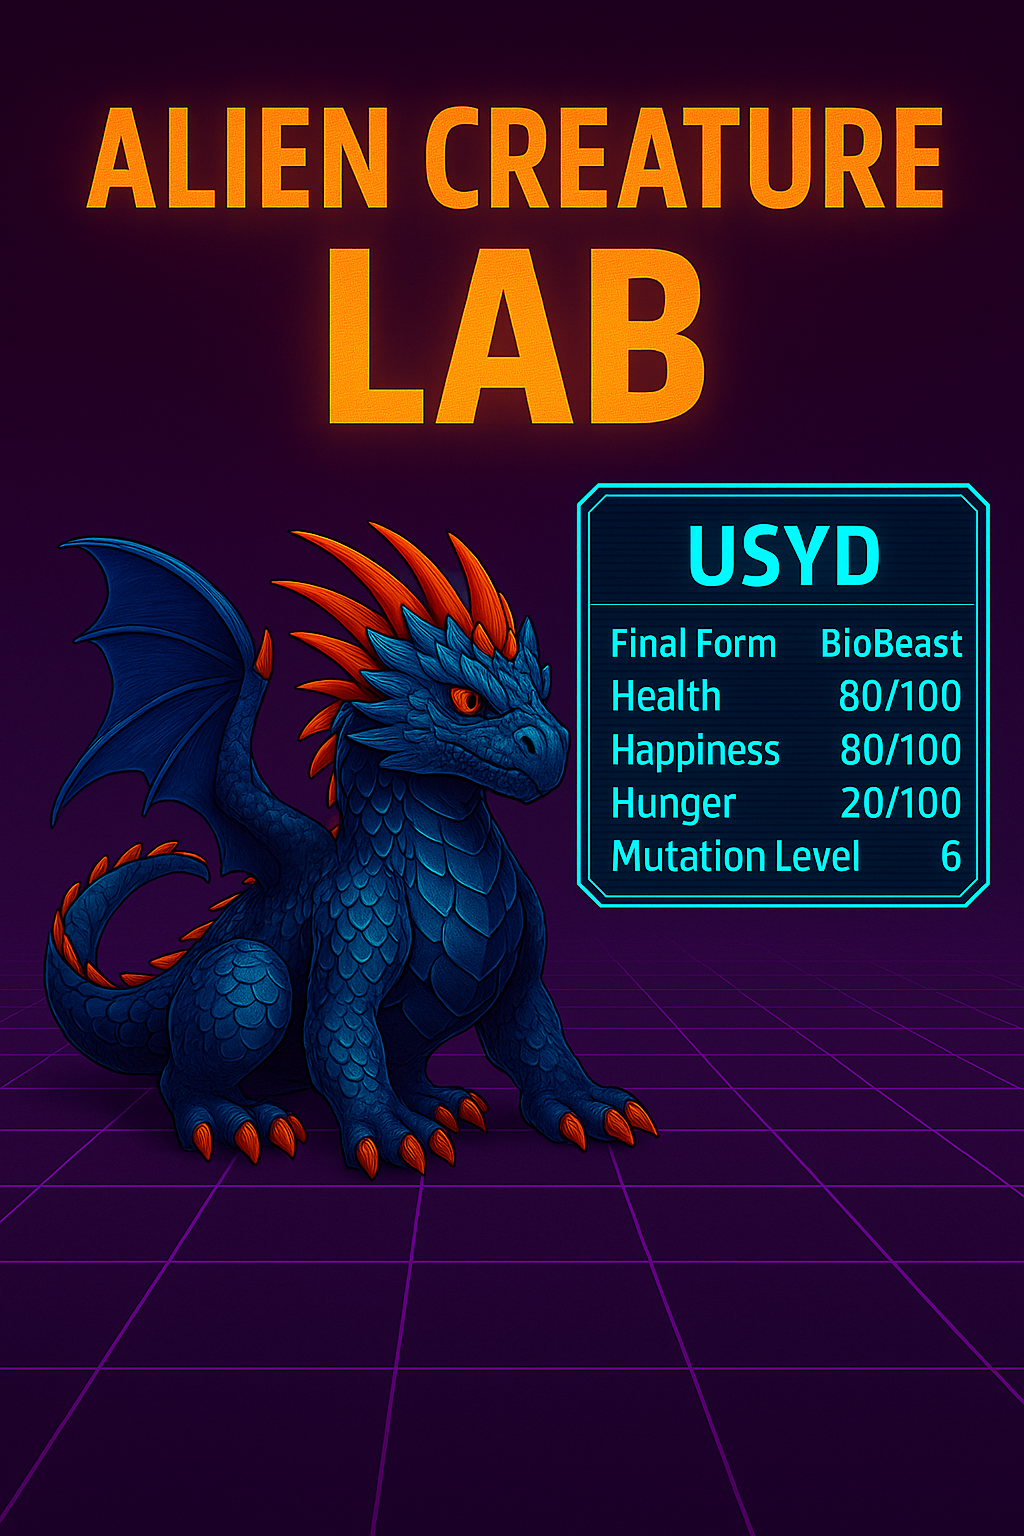 ALIEN CREATURE
LAB
USYD
Final Form BioBeast
Health 80/100
Happiness 80/100
Hunger 20/100
Mutation Level 6